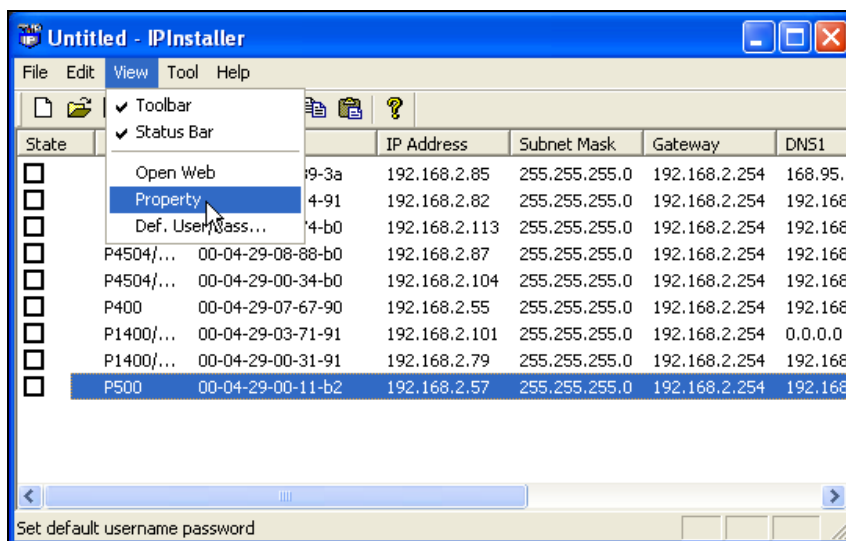 Untitled - IPInstaller
File Edit View Tool Help
Toolbar
Status Bar
Open Web
Property
Def. User/Pass...
State IP Address Subnet Mask Gateway DNS1
9-3a 192.168.2.85 255.255.255.0 192.168.2.254 168.95.
4-91 192.168.2.82 255.255.255.0 192.168.2.254 192.168
4-b0 192.168.2.113 255.255.255.0 192.168.2.254 192.168
P4504/... 00-04-29-08-88-b0 192.168.2.87 255.255.255.0 192.168.2.254 192.168
P4504/... 00-04-29-00-34-b0 192.168.2.104 255.255.255.0 192.168.2.254 192.168
P400 00-04-29-07-67-90 192.168.2.55 255.255.255.0 192.168.2.254 192.168
P1400/... 00-04-29-03-71-91 192.168.2.101 255.255.255.0 192.168.2.254 0.0.0.0
P1400/... 00-04-29-00-31-91 192.168.2.79 255.255.255.0 192.168.2.254 192.168
P500 00-04-29-00-11-b2 192.168.2.57 255.255.255.0 192.168.2.254 192.168
Set default username password